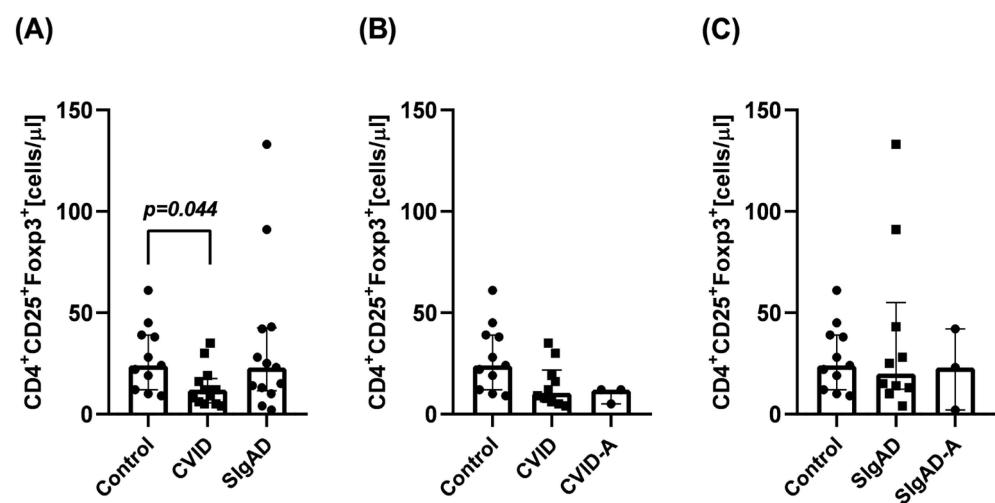 (A)
CD4⁺CD25⁺Foxp3⁺[cells/μl]
150
100
50
0
p=0.044
Control
CVID
SIgAD
(B)
CD4⁺CD25⁺Foxp3⁺[cells/μl]
150
100
50
0
Control
CVID
CVID-A
(C)
CD4⁺CD25⁺Foxp3⁺[cells/μl]
150
100
50
0
Control
SIgAD
SIgAD-A